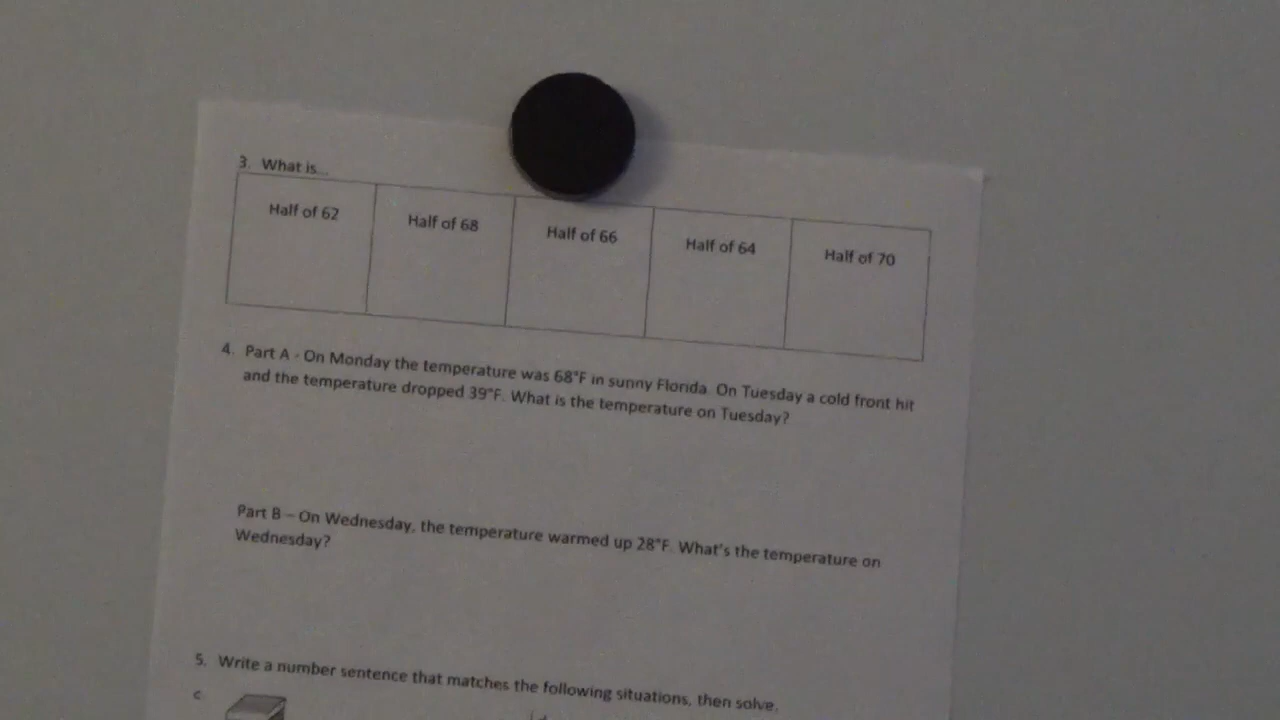 3. What is...
Half of 62
Half of 68
Half of 66
Half of 64
Half of 70
4. Part A - On Monday the temperature was 68°F in sunny Florida. On Tuesday a cold front hit
and the temperature dropped 39°F. What is the temperature on Tuesday?
Part B – On Wednesday, the temperature warmed up 28°F. What's the temperature on
Wednesday?
5. Write a number sentence that matches the following situations, then solve.